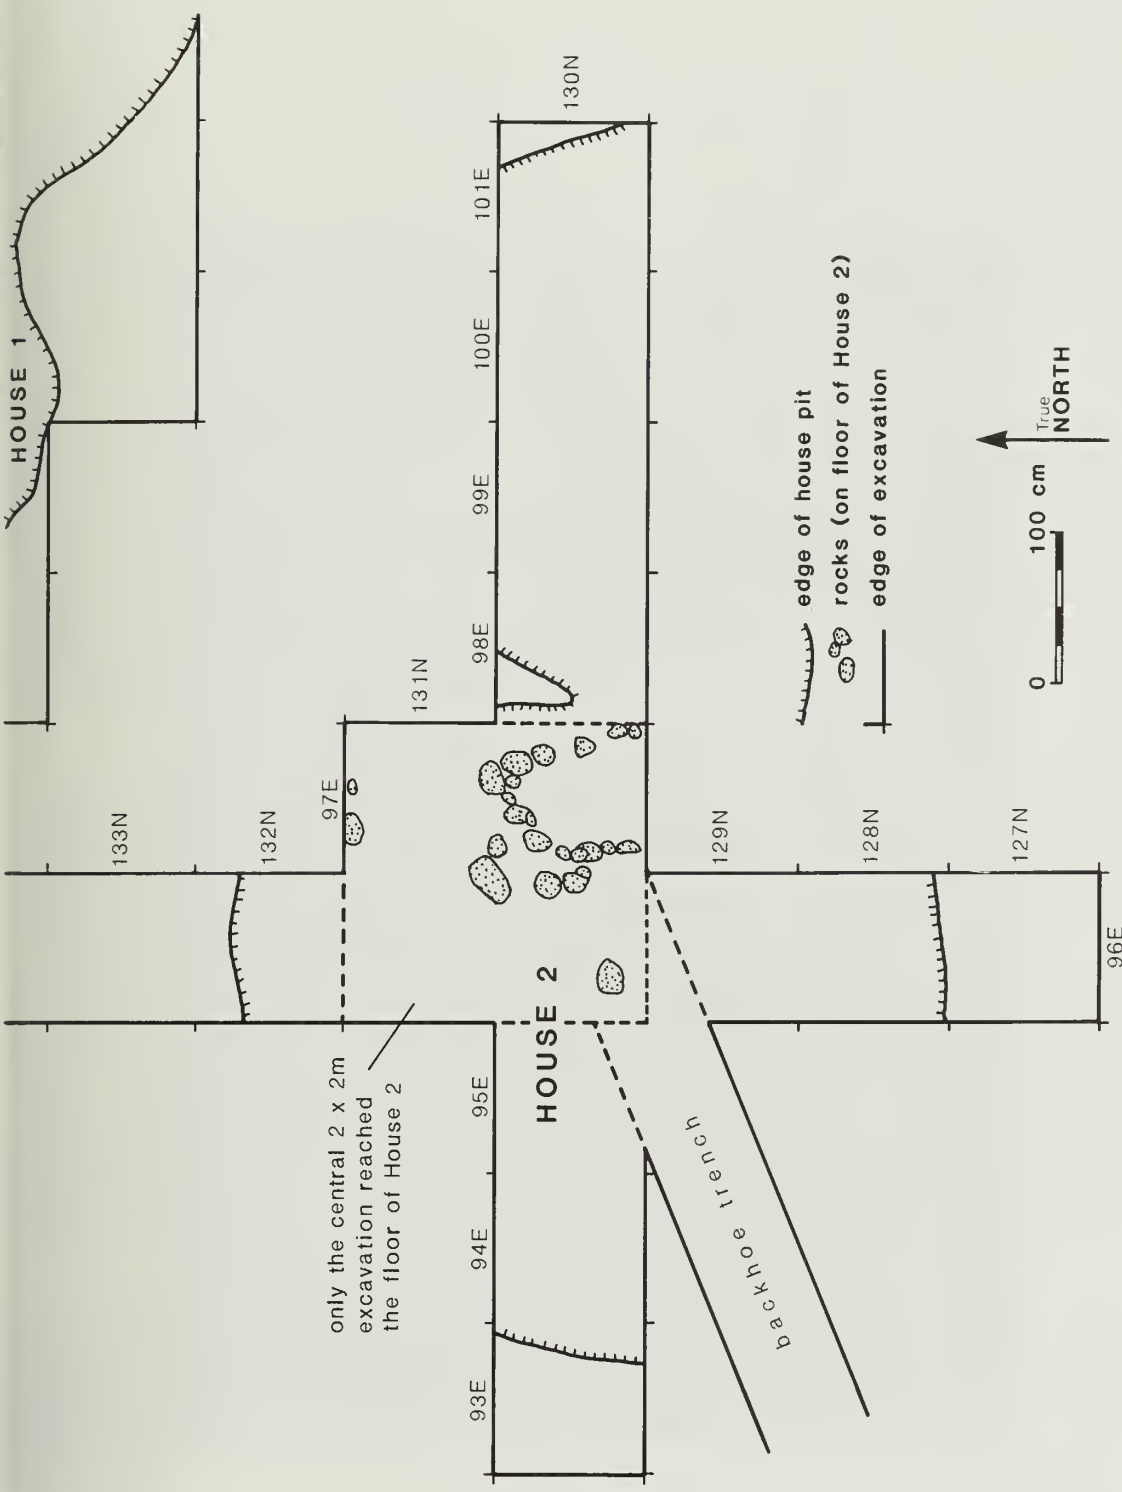 HOUSE 1
133N
132N
97E
131N
98E
99E
100E
101E
130N
only the central 2 x 2m
excavation reached
the floor of House 2
HOUSE 2
93E
94E
95E
backhoe trench
129N
128N
127N
96E
edge of house pit
rocks (on floor of House 2)
edge of excavation
0
100 cm
True
NORTH